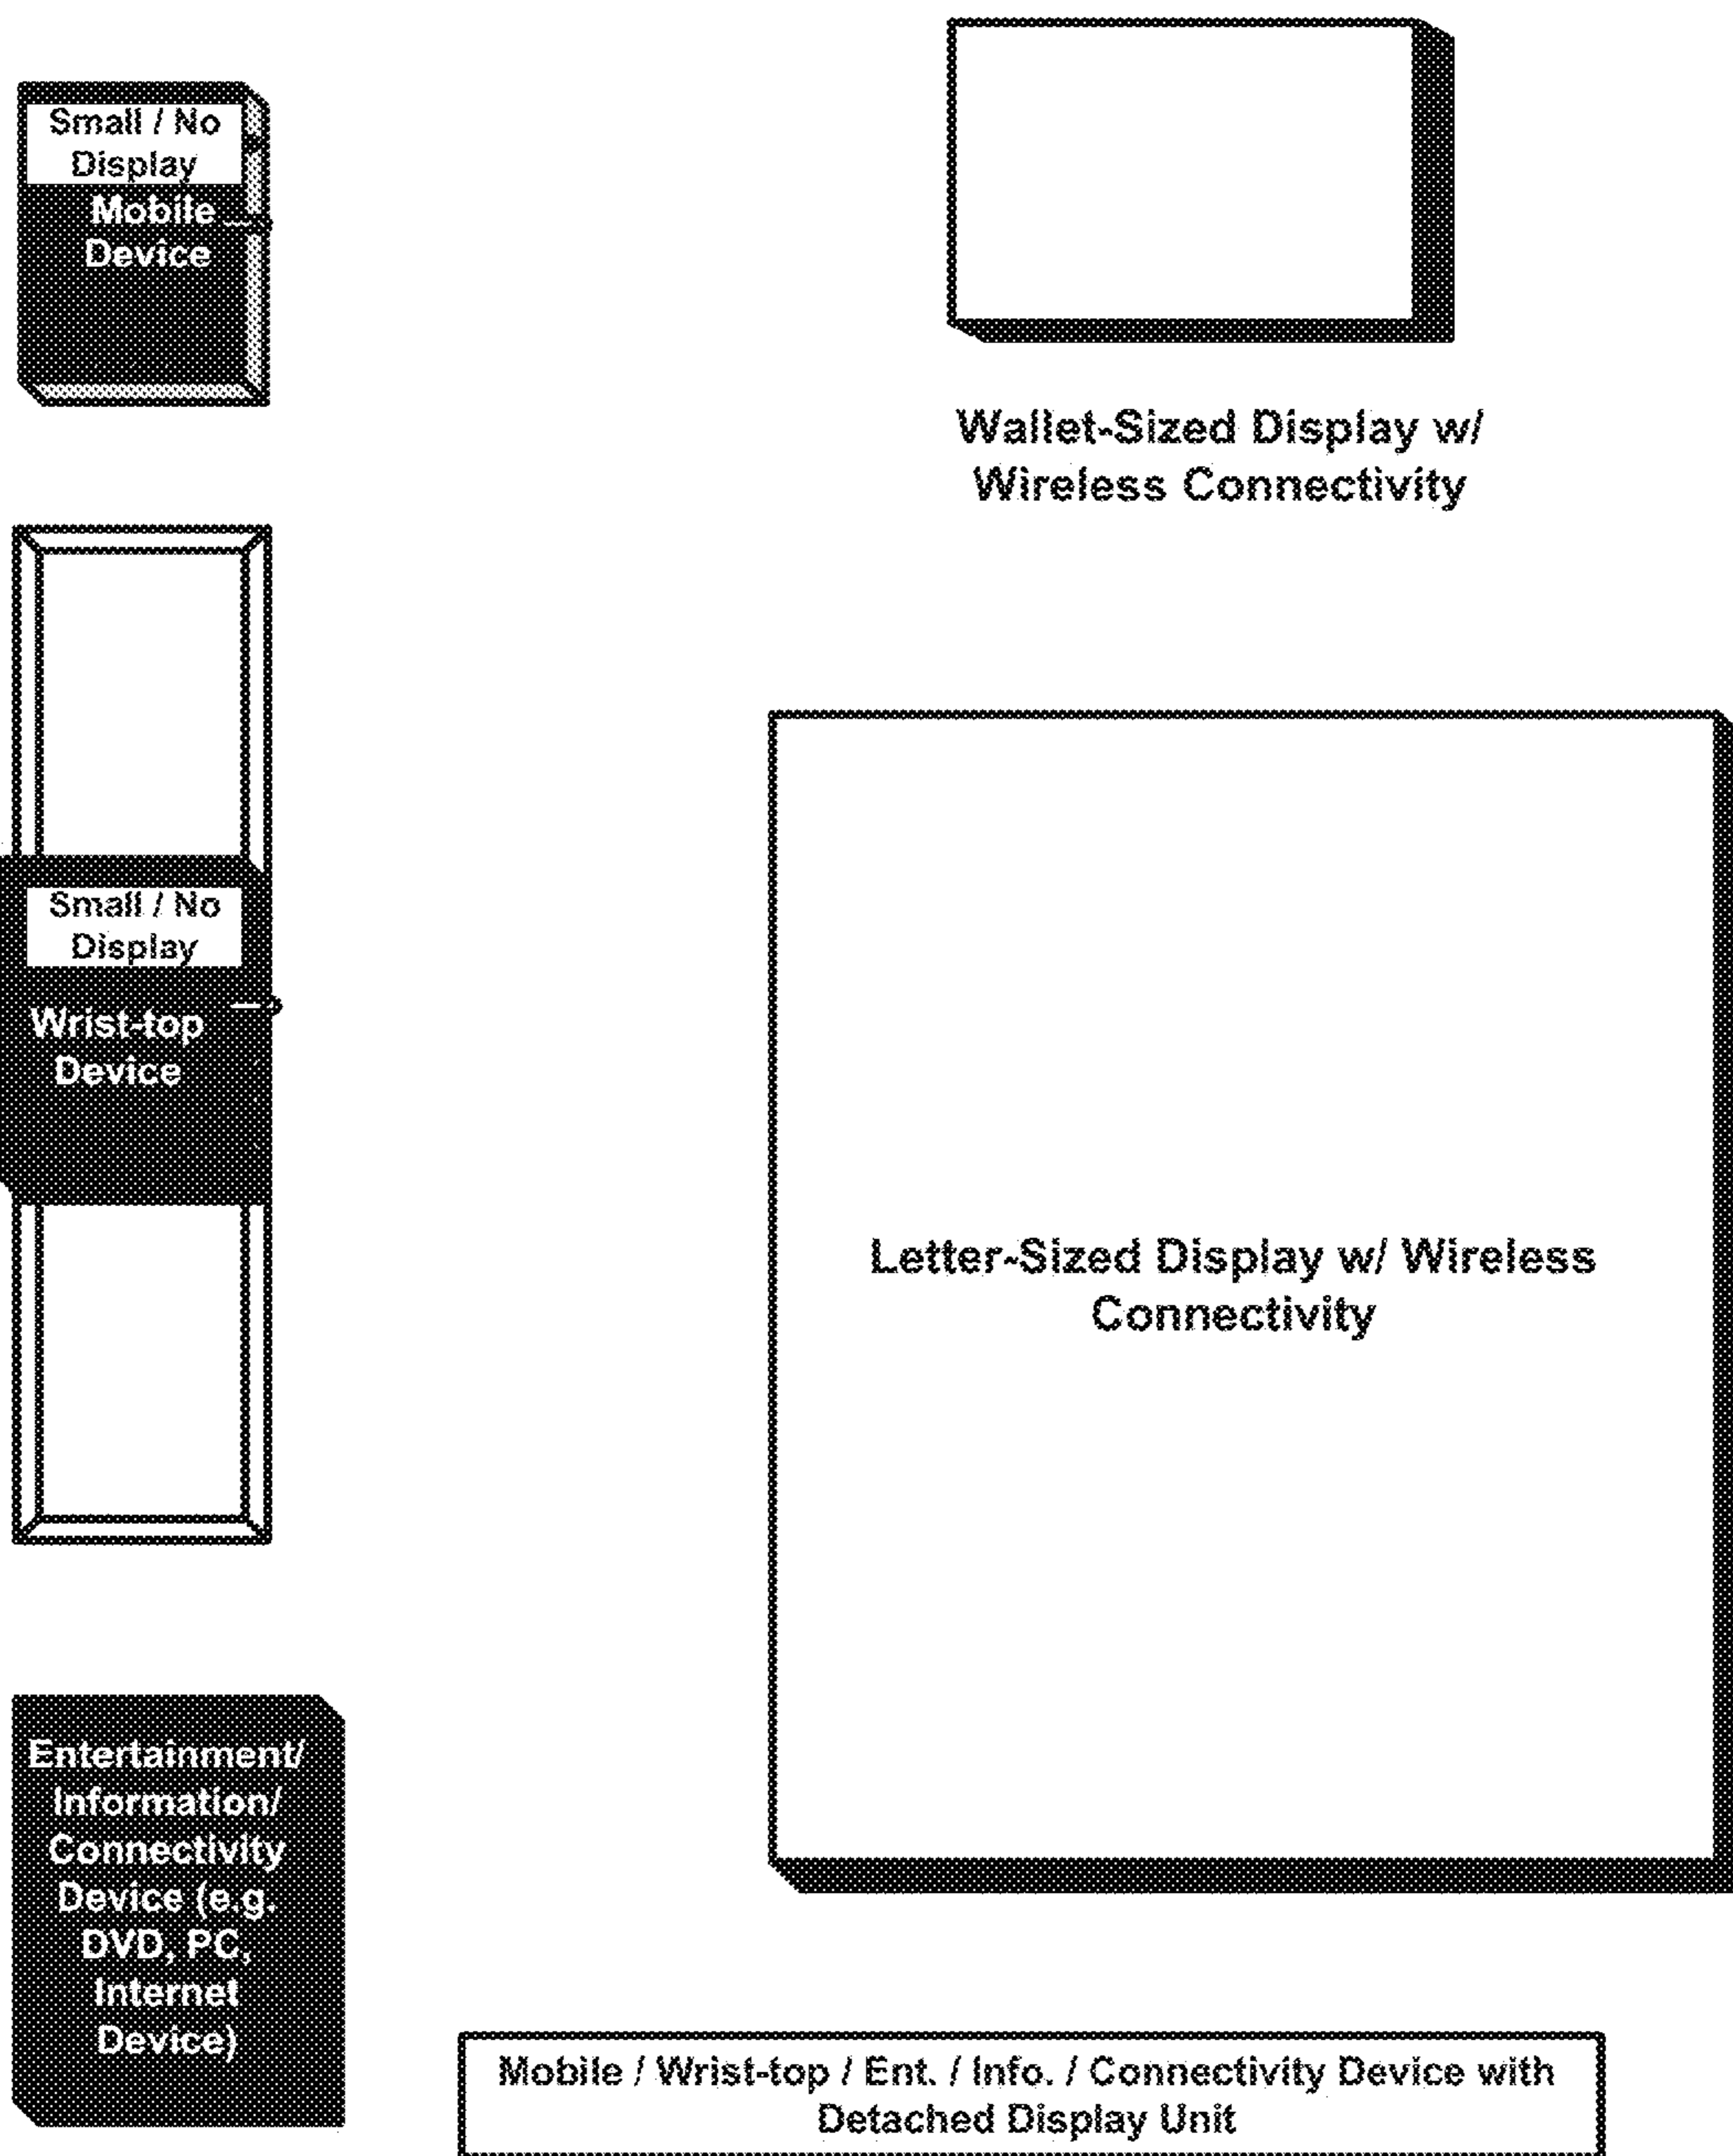 Small / No
Display
Mobile
Device
Wallet-Sized Display w/
Wireless Connectivity
Small / No
Display
Wrist-top
Device
Letter-Sized Display w/ Wireless
Connectivity
Entertainment/
Information/
Connectivity
Device (e.g.
DVD, PC,
Internet
Device)
Mobile / Wrist-top / Ent. / Info. / Connectivity Device with
Detached Display Unit